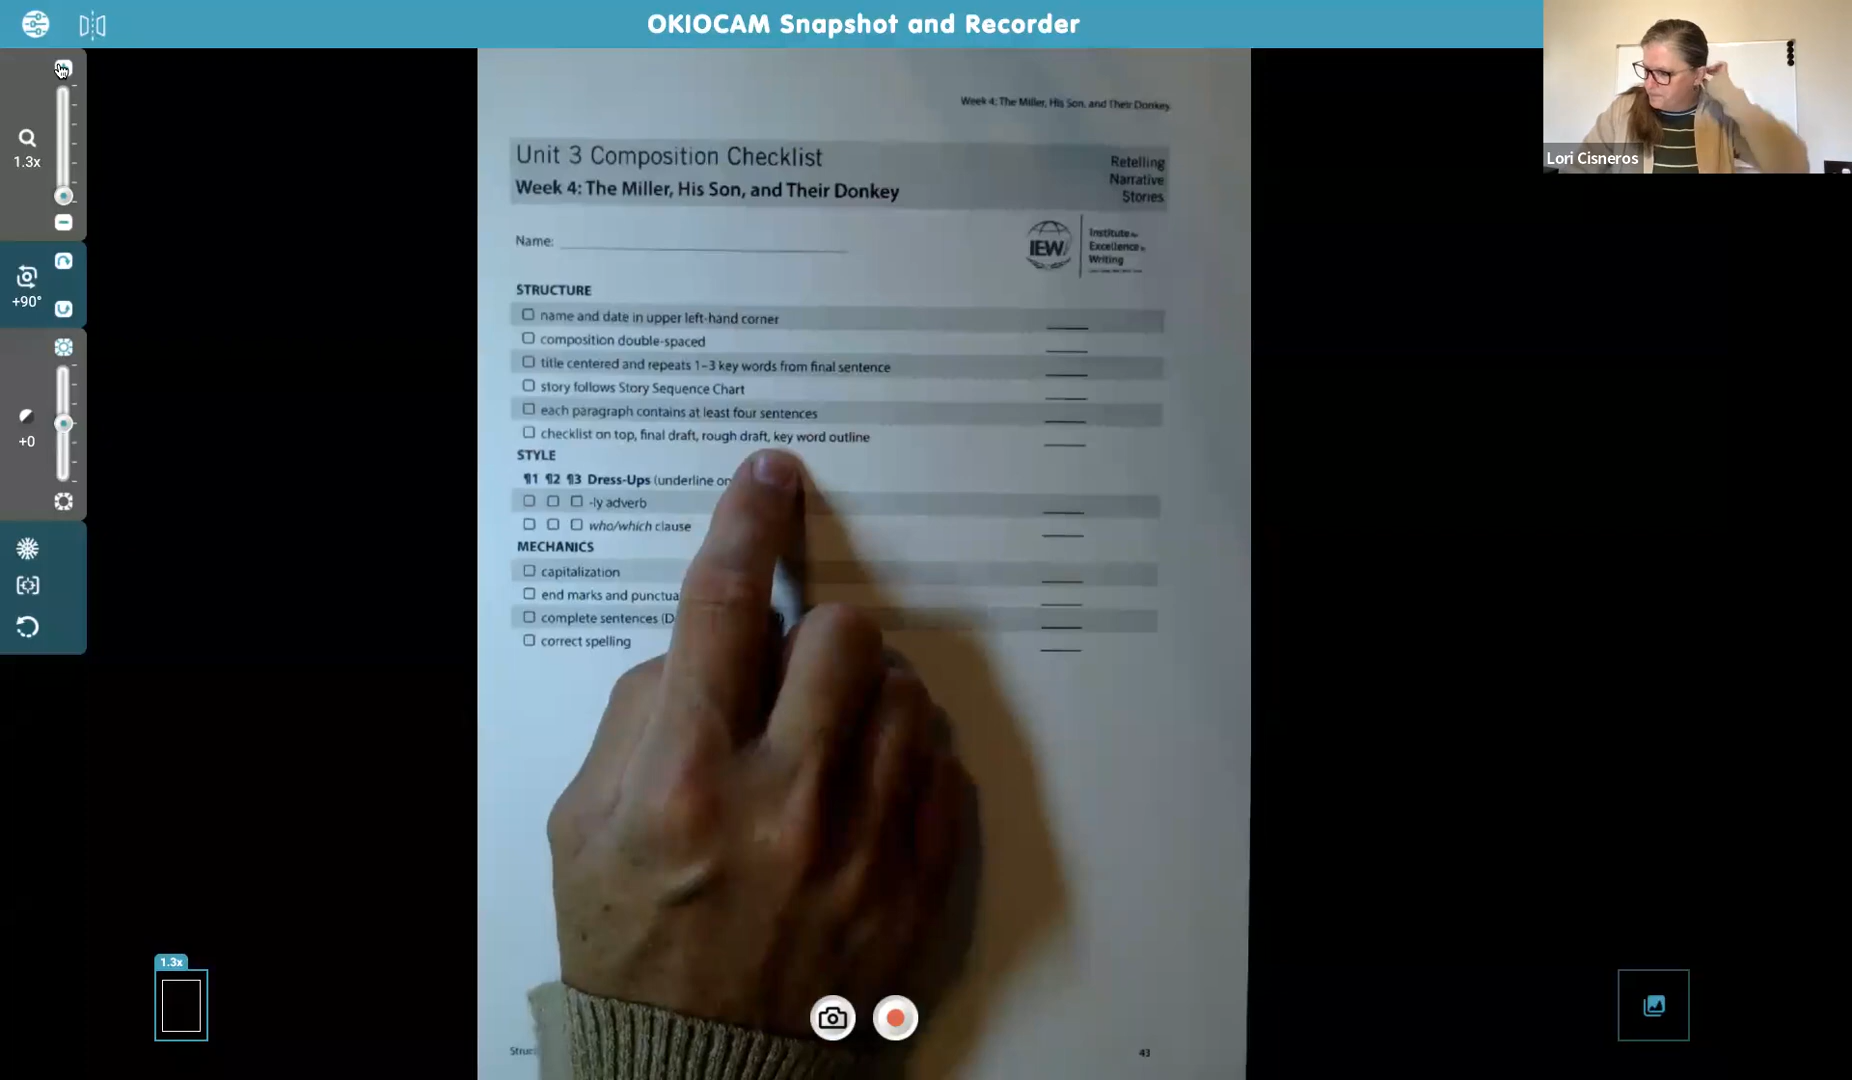 OKIOCAM Snapshot and Recorder
Lori Cisneros
1.3x
+90°
+0
1.3x
Week 4: The Miller, His Son, and Their Donkey
Unit 3 Composition Checklist
Week 4: The Miller, His Son, and Their Donkey
Retelling
Narrative
Stories
Name:
IEW
Institute for
Excellence in
Writing
STRUCTURE
name and date in upper left-hand corner
composition double-spaced
title centered and repeats 1–3 key words from final sentence
story follows Story Sequence Chart
each paragraph contains at least four sentences
checklist on top, final draft, rough draft, key word outline
STYLE
¶1 ¶2 ¶3 Dress-Ups (underline on
-ly adverb
who/which clause
MECHANICS
capitalization
end marks and punctua
complete sentences (D
correct spelling
Struc
43